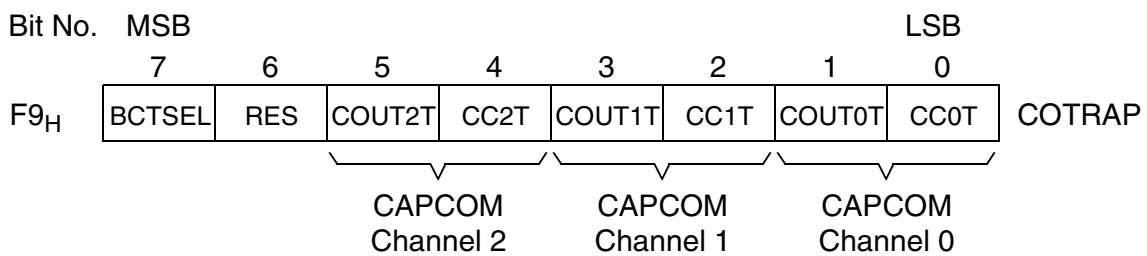 Bit No. MSB LSB
7 6 5 4 3 2 1 0
F9H BCTSEL RES COUT2T CC2T COUT1T CC1T COUT0T CC0T COTRAP
CAPCOM CAPCOM CAPCOM
Channel 2 Channel 1 Channel 0